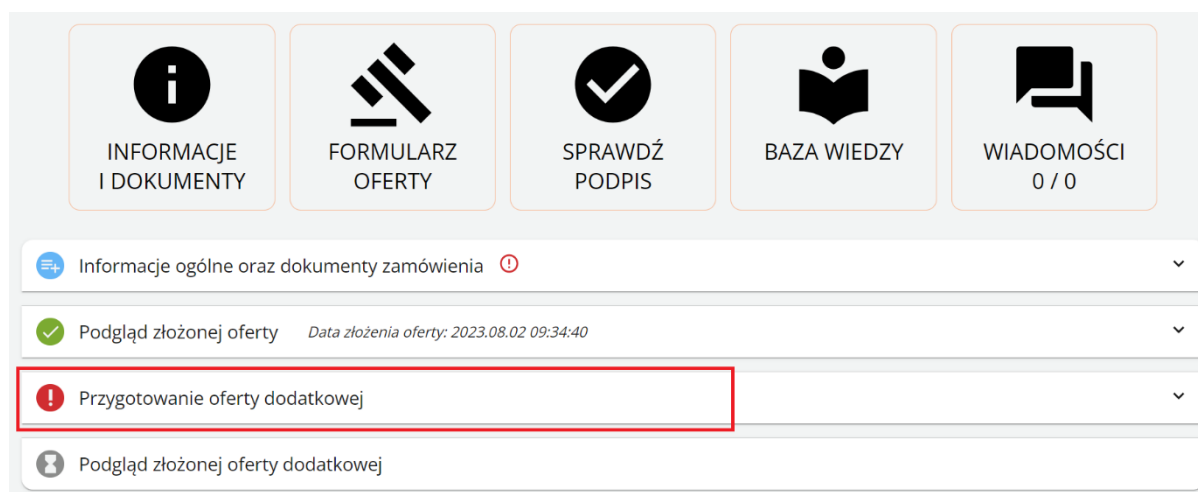 INFORMACJE
I DOKUMENTY
FORMULARZ
OFERTY
SPRAWDŹ
PODPIS
BAZA WIEDZY
WIADOMOŚCI
0 / 0
Informacje ogólne oraz dokumenty zamówienia
Podgląd złożonej oferty Data złożenia oferty: 2023.08.02 09:34:40
Przygotowanie oferty dodatkowej
Podgląd złożonej oferty dodatkowej